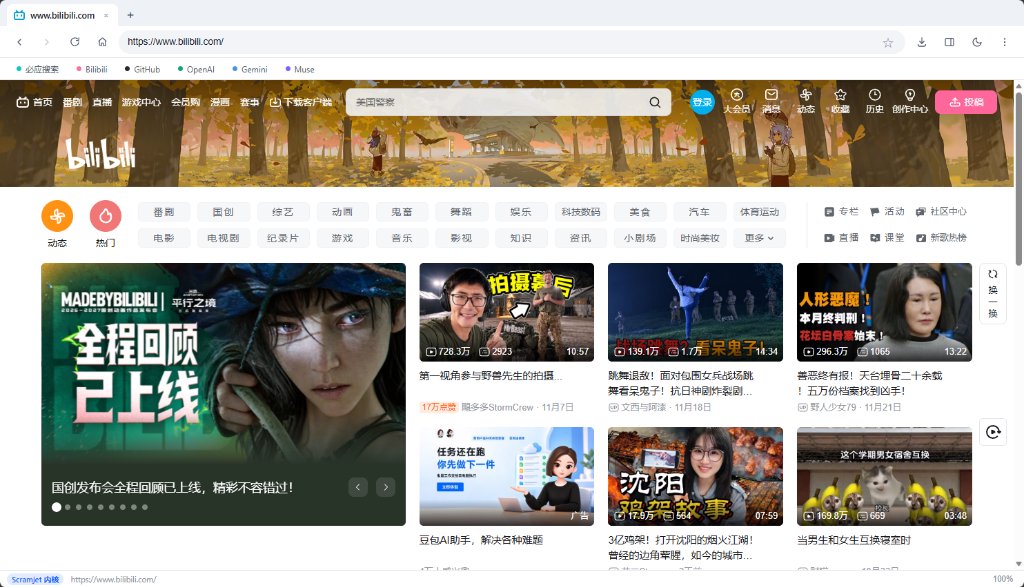 www.bilibili.com
https://www.bilibili.com/
必应搜索 Bilibili GitHub OpenAI Gemini Muse
首页 番剧 直播 游戏中心 会员购 漫画 赛事 下载客户端 美国警察 登录 大会员 消息 动态 收藏 历史 创作中心 投稿
bilibili
动态 热门
番剧 国创 综艺 动画 鬼畜 舞蹈 娱乐 科技数码 美食 汽车 体育运动 专栏 活动 社区中心
电影 电视剧 纪录片 游戏 音乐 影视 知识 资讯 小剧场 时尚美妆 更多 直播 课堂 新歌热榜
MADEBYBILIBILI 平行之境
全程回顾
已上线
国创发布会全程回顾已上线，精彩不容错过！
拍摄幕后
MrBeast
728.3万 2923 10:57
第一视角参与野兽先生的拍摄...
17万点赞 StormCrew · 11月7日
看呆鬼子！
139.1万 1.7万 14:34
跳舞退敌！面对包围女兵战场跳
舞看呆鬼子！抗日神剧炸裂剧...
文西与阿漆 · 11月18日
人形恶魔！
本月终判刑！
花坛白骨案始末！
296.3万 1065 13:22
善恶终有报！天台埋骨二十余载
！五万份档案找到凶手！
野人少女79 · 11月21日
换一换
任务还在跑
你先做下一件
广告
豆包AI助手，解决各种难题
沈阳
鸡架故事
17.9万 564 07:59
3亿鸡架！打开沈阳的烟火江湖！
曾经的边角荤腥，如今的城市...
这个学期男女宿舍互换
169.8万 669 03:48
当男生和女生互换寝室时
Scramjet 内核 https://www.bilibili.com/ 100%